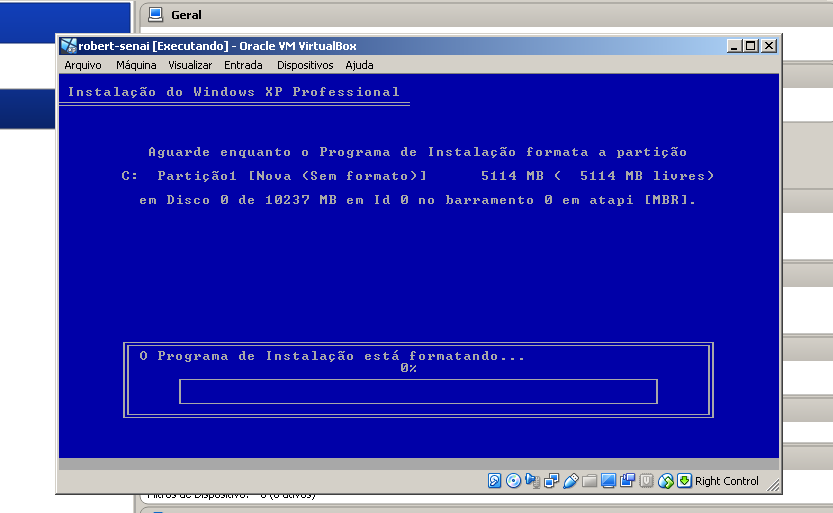 Geral
robert-senai [Executando] - Oracle VM VirtualBox
Arquivo Máquina Visualizar Entrada Dispositivos Ajuda
Instalação do Windows XP Professional
Aguarde enquanto o Programa de Instalação formata a partição
C: Partição1 [Nova (Sem formato)] 5114 MB ( 5114 MB livres)
em Disco 0 de 10237 MB em Id 0 no barramento 0 em atapi [MBR].
O Programa de Instalação está formatando...
0%
Right Control
Filtros de Dispositivo: 0 (0 ativos)